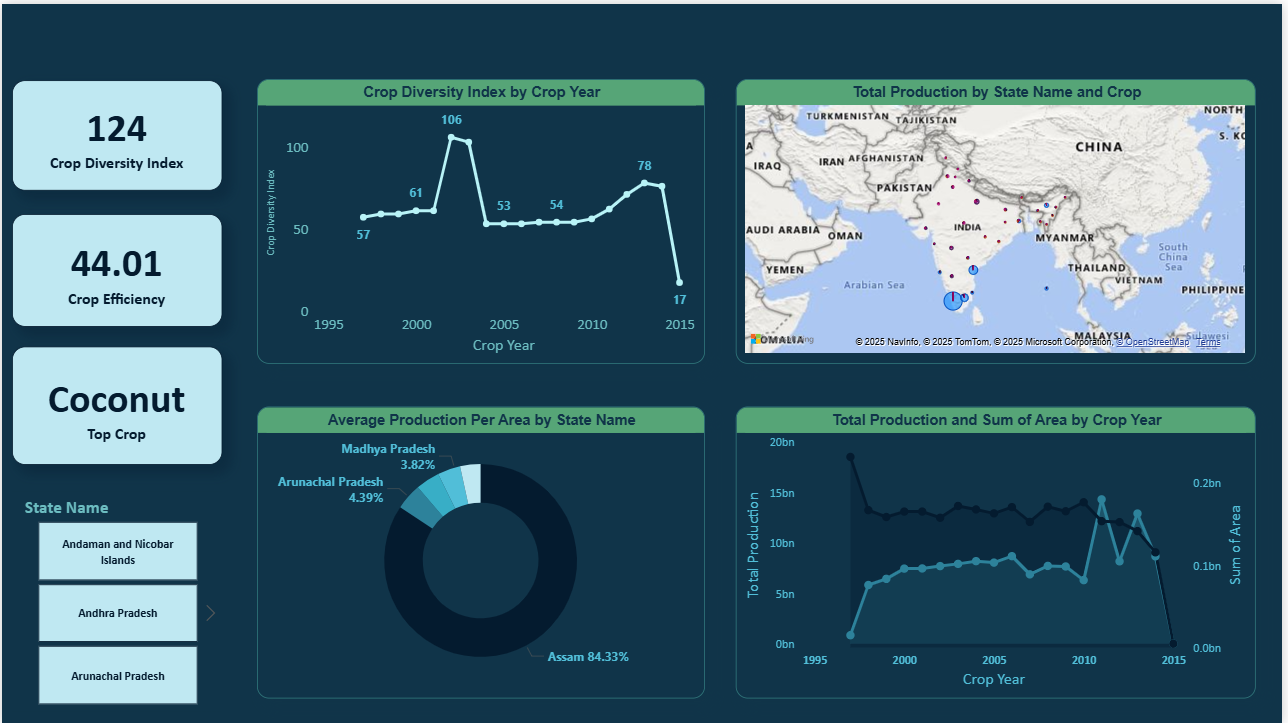 124
Crop Diversity Index
44.01
Crop Efficiency
Coconut
Top Crop
State Name
Andaman and Nicobar
Islands
Andhra Pradesh
Arunachal Pradesh
Crop Diversity Index by Crop Year
Crop Diversity Index
100
50
0
57
61
106
53
54
78
17
1995
2000
2005
2010
2015
Crop Year
Total Production by State Name and Crop
TURKMENISTAN
TAJIKISTAN
NORTH
S. KO
CHINA
IRAQ
IRAN
AFGHANISTAN
PAKISTAN
AUDI ARABIA
OMAN
INDIA
MYANMAR
YEMEN
Arabian Sea
THAILAND
VIETNAM
South
China
Sea
PHILIPPINE
OMALIA
MALAYSIA
Sulawesi
© 2025 NavInfo, © 2025 TomTom, © 2025 Microsoft Corporation, © OpenStreetMap Terms
Average Production Per Area by State Name
Madhya Pradesh
3.82%
Arunachal Pradesh
4.39%
Assam 84.33%
Total Production and Sum of Area by Crop Year
Total Production
20bn
15bn
10bn
5bn
0bn
0.2bn
0.1bn
0.0bn
Sum of Area
1995
2000
2005
2010
2015
Crop Year